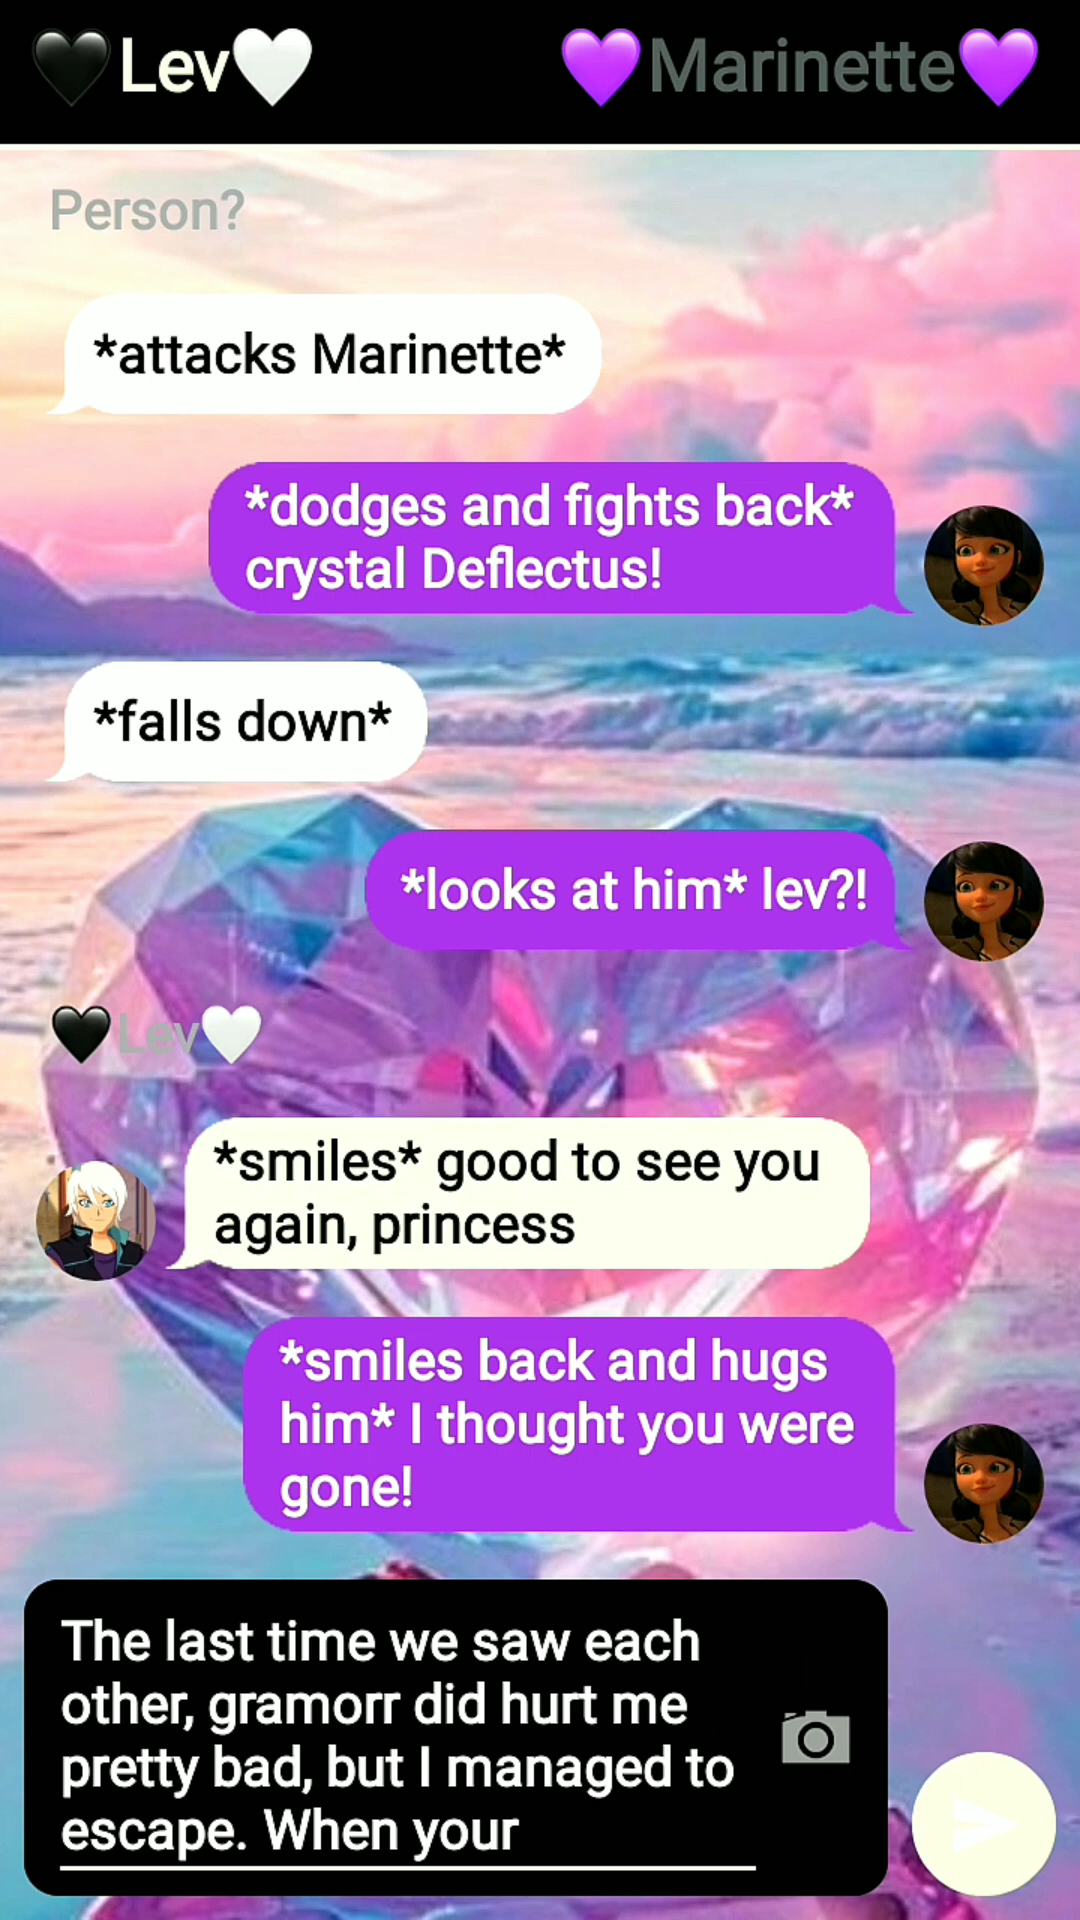 🖤Lev🤍 💜Marinette💜
Person?
*attacks Marinette*
*dodges and fights back*
crystal Deflectus!
*falls down*
*looks at him* lev?!
🖤Lev🤍
*smiles* good to see you
again, princess
*smiles back and hugs
him* I thought you were
gone!
The last time we saw each
other, gramorr did hurt me
pretty bad, but I managed to
escape. When your